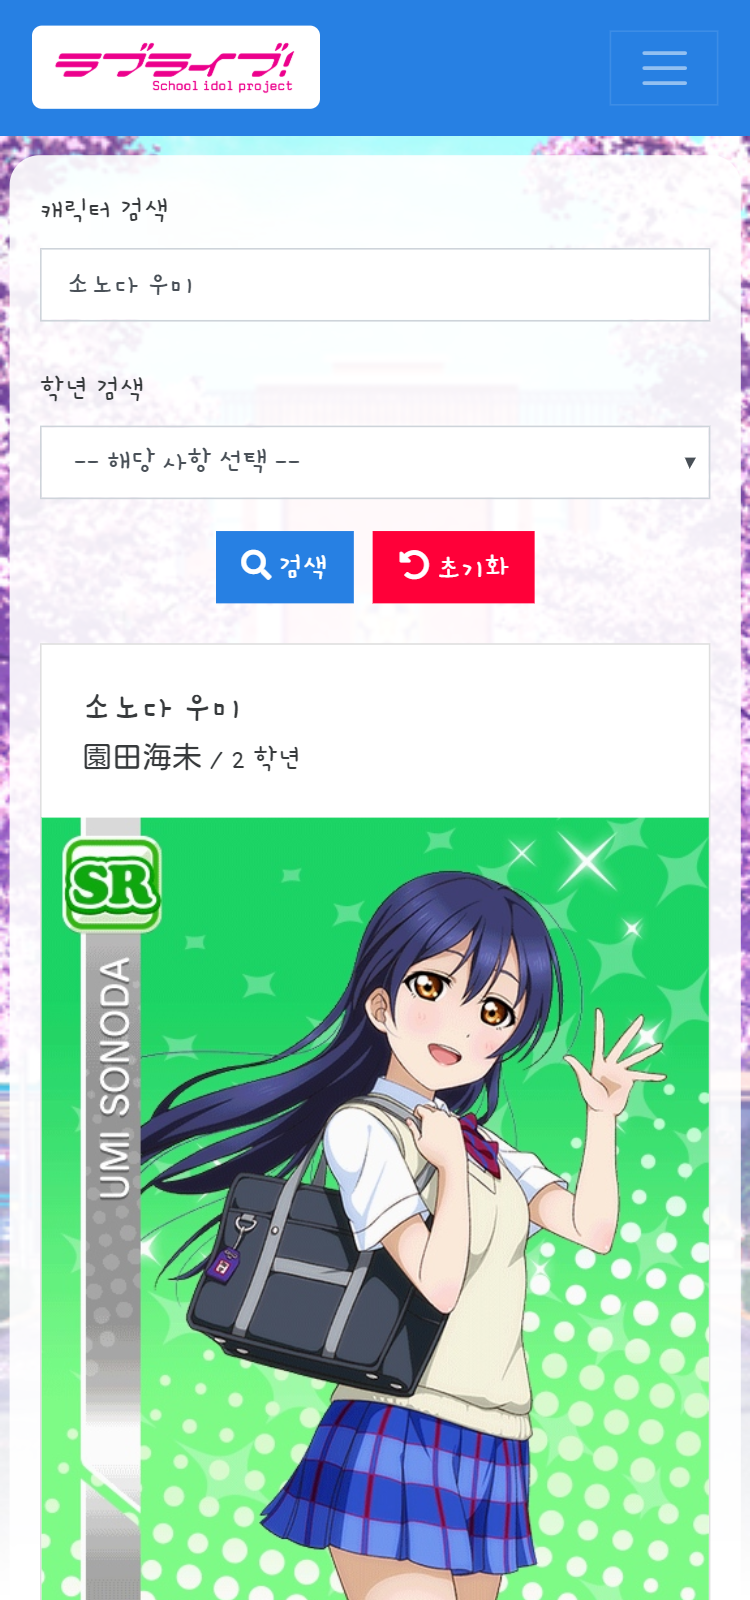 ラブライブ!
School idol project
캐릭터 검색
소노다 우미
학년 검색
-- 해당 사항 선택 --
검색
초기화
소노다 우미
園田海未 / 2 학년
SR
UMI SONODA